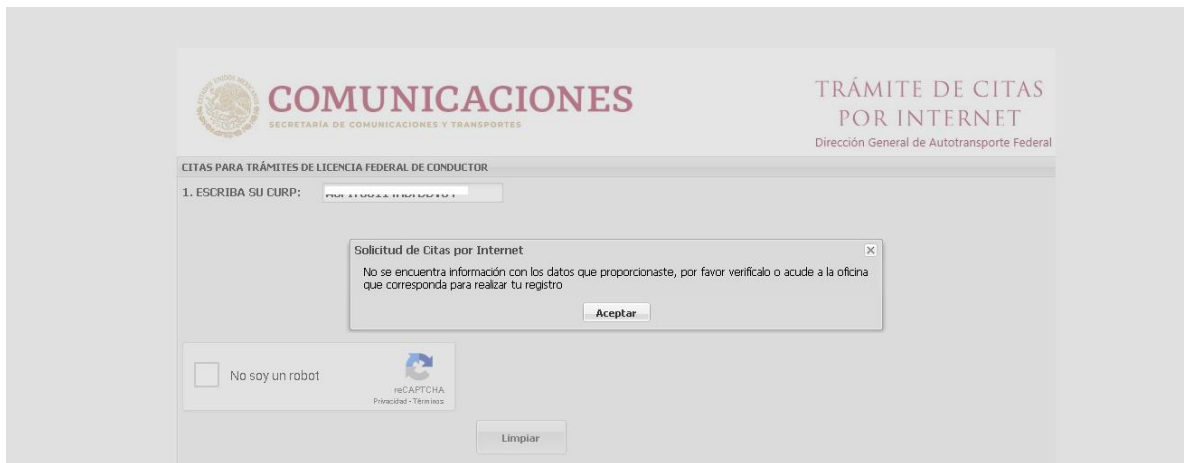 COMUNICACIONES
SECRETARÍA DE COMUNICACIONES Y TRANSPORTES
TRÁMITE DE CITAS
POR INTERNET
Dirección General de Autotransporte Federal
CITAS PARA TRÁMITES DE LICENCIA FEDERAL DE CONDUCTOR
1. ESCRIBA SU CURP:
Solicitud de Citas por Internet
No se encuentra información con los datos que proporcionaste, por favor verifícalo o acude a la oficina
que corresponda para realizar tu registro
Aceptar
No soy un robot
reCAPTCHA
Privacidad - Términos
Limpiar